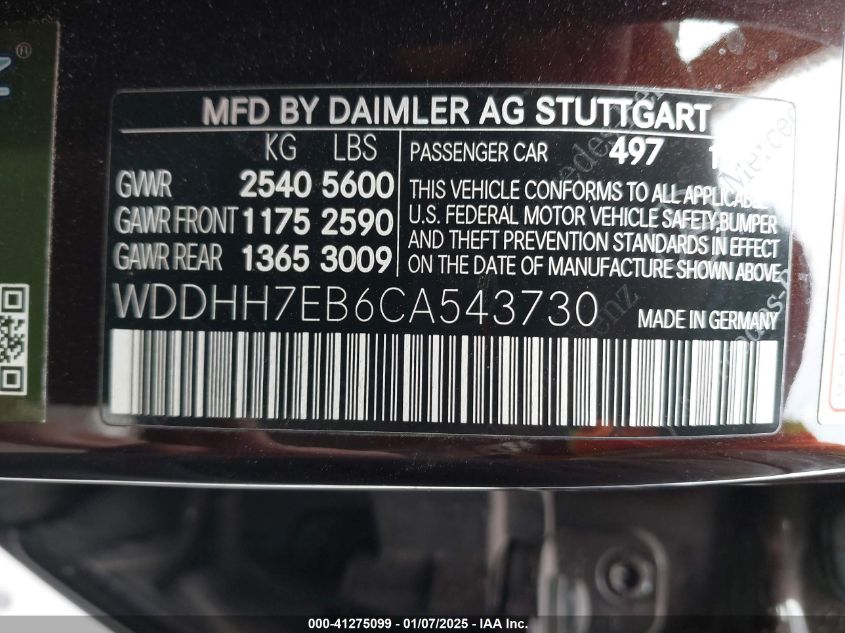 MFD BY DAIMLER AG STUTTGART
KG LBS
GVWR 2540 5600
GAWR FRONT 1175 2590
GAWR REAR 1365 3009
PASSENGER CAR 497
THIS VEHICLE CONFORMS TO ALL APPLICABLE
U.S. FEDERAL MOTOR VEHICLE SAFETY, BUMPER
AND THEFT PREVENTION STANDARDS IN EFFECT
ON THE DATE OF MANUFACTURE SHOWN ABOVE
WDDHH7EB6CA543730 MADE IN GERMANY
000-41275099 - 01/07/2025 - IAA Inc.